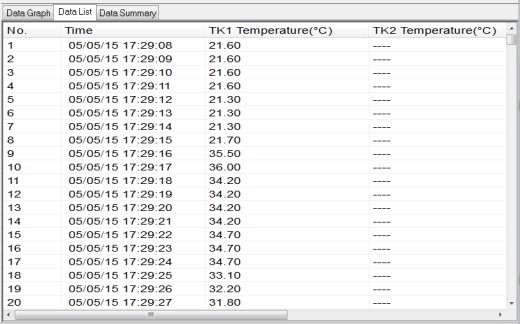 Data Graph Data List Data Summary
No. Time TK1 Temperature(°C) TK2 Temperature(°C)
1 05/05/15 17:29:08 21.60 ----
2 05/05/15 17:29:09 21.60 ----
3 05/05/15 17:29:10 21.60 ----
4 05/05/15 17:29:11 21.60 ----
5 05/05/15 17:29:12 21.30 ----
6 05/05/15 17:29:13 21.30 ----
7 05/05/15 17:29:14 21.30 ----
8 05/05/15 17:29:15 21.70 ----
9 05/05/15 17:29:16 35.50 ----
10 05/05/15 17:29:17 36.00 ----
11 05/05/15 17:29:18 34.20 ----
12 05/05/15 17:29:19 34.20 ----
13 05/05/15 17:29:20 34.20 ----
14 05/05/15 17:29:21 34.20 ----
15 05/05/15 17:29:22 34.70 ----
16 05/05/15 17:29:23 34.70 ----
17 05/05/15 17:29:24 34.70 ----
18 05/05/15 17:29:25 33.10 ----
19 05/05/15 17:29:26 32.20 ----
20 05/05/15 17:29:27 31.80 ----